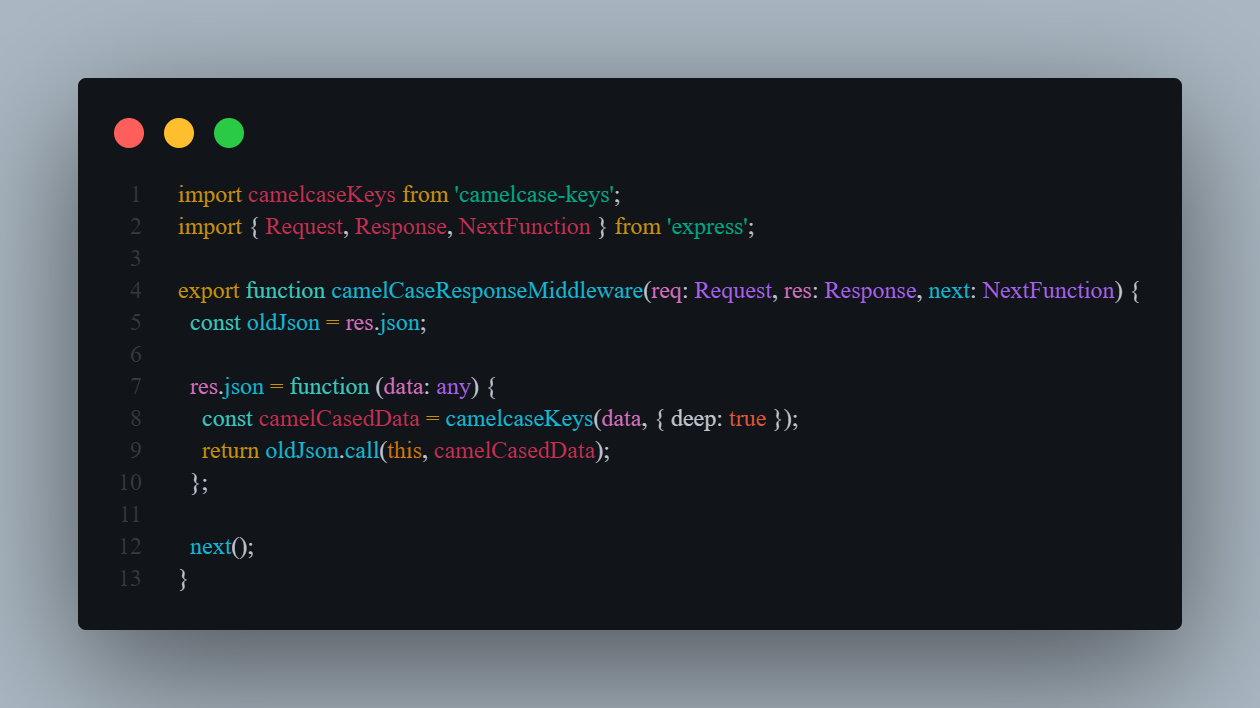 1 import camelcaseKeys from 'camelcase-keys';
2 import { Request, Response, NextFunction } from 'express';
3
4 export function camelCaseResponseMiddleware(req: Request, res: Response, next: NextFunction) {
5 const oldJson = res.json;
6
7 res.json = function (data: any) {
8 const camelCasedData = camelcaseKeys(data, { deep: true });
9 return oldJson.call(this, camelCasedData);
10 };
11
12 next();
13 }